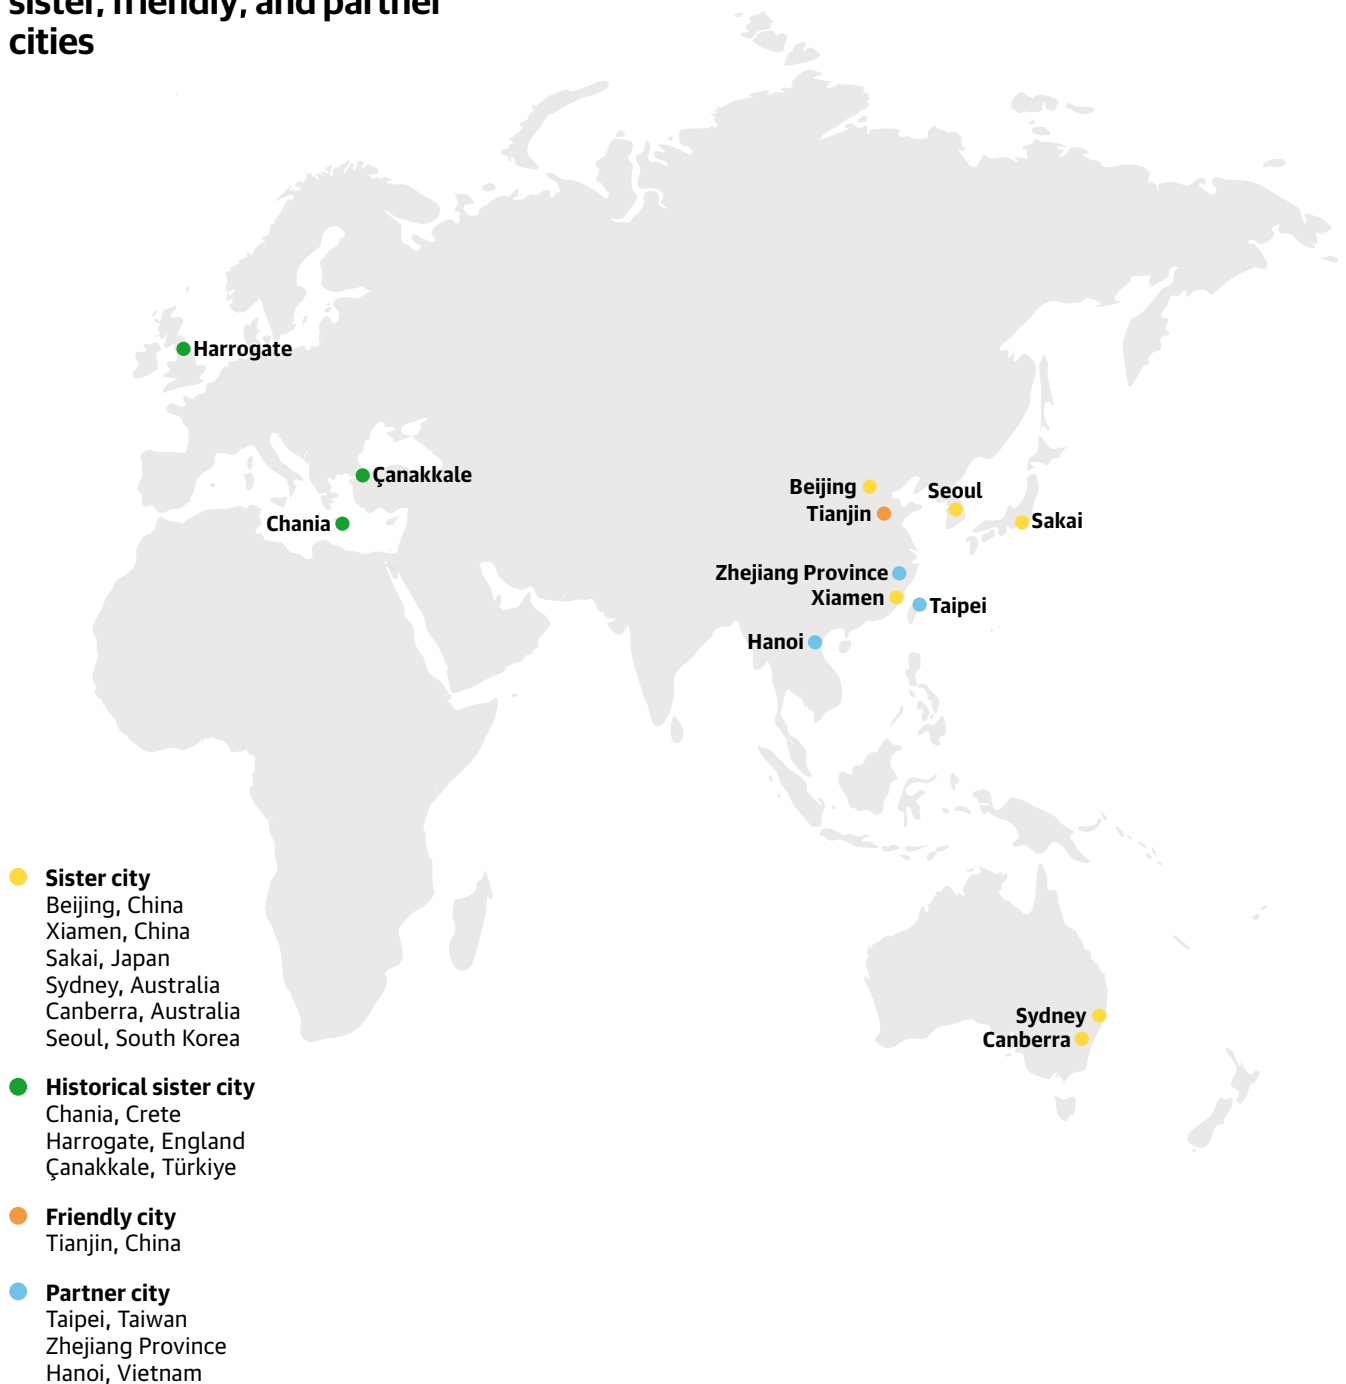 sister, friendly, and partner
cities
Harrogate
Çanakkale
Chania
Beijing
Tianjin
Seoul
Sakai
Zhejiang Province
Xiamen
Taipei
Hanoi
Sydney
Canberra
Sister city
Beijing, China
Xiamen, China
Sakai, Japan
Sydney, Australia
Canberra, Australia
Seoul, South Korea
Historical sister city
Chania, Crete
Harrogate, England
Çanakkale, Türkiye
Friendly city
Tianjin, China
Partner city
Taipei, Taiwan
Zhejiang Province
Hanoi, Vietnam